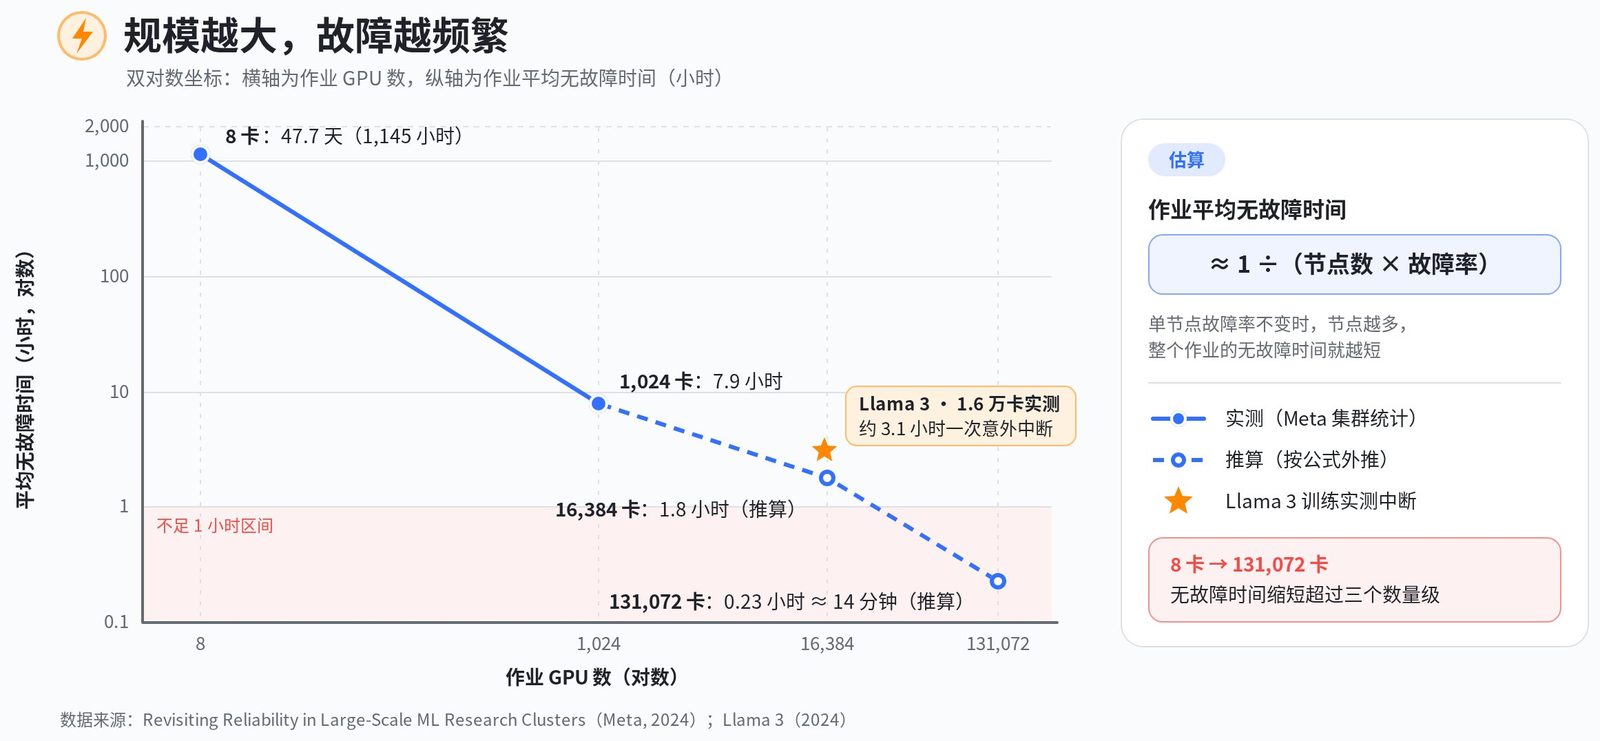 规模越大，故障越频繁
双对数坐标：横轴为作业 GPU 数，纵轴为作业平均无故障时间（小时）
平均无故障时间（小时，对数）
2,000
1,000
100
10
1
0.1
8 卡：47.7 天（1,145 小时）
1,024 卡：7.9 小时
Llama 3 · 1.6 万卡实测
约 3.1 小时一次意外中断
16,384 卡：1.8 小时（推算）
不足 1 小时区间
131,072 卡：0.23 小时 ≈ 14 分钟（推算）
8
1,024
16,384
131,072
作业 GPU 数（对数）
估算
作业平均无故障时间
≈ 1 ÷（节点数 × 故障率）
单节点故障率不变时，节点越多，
整个作业的无故障时间就越短
实测（Meta 集群统计）
推算（按公式外推）
Llama 3 训练实测中断
8 卡 → 131,072 卡
无故障时间缩短超过三个数量级
数据来源：Revisiting Reliability in Large-Scale ML Research Clusters（Meta, 2024）；Llama 3（2024）